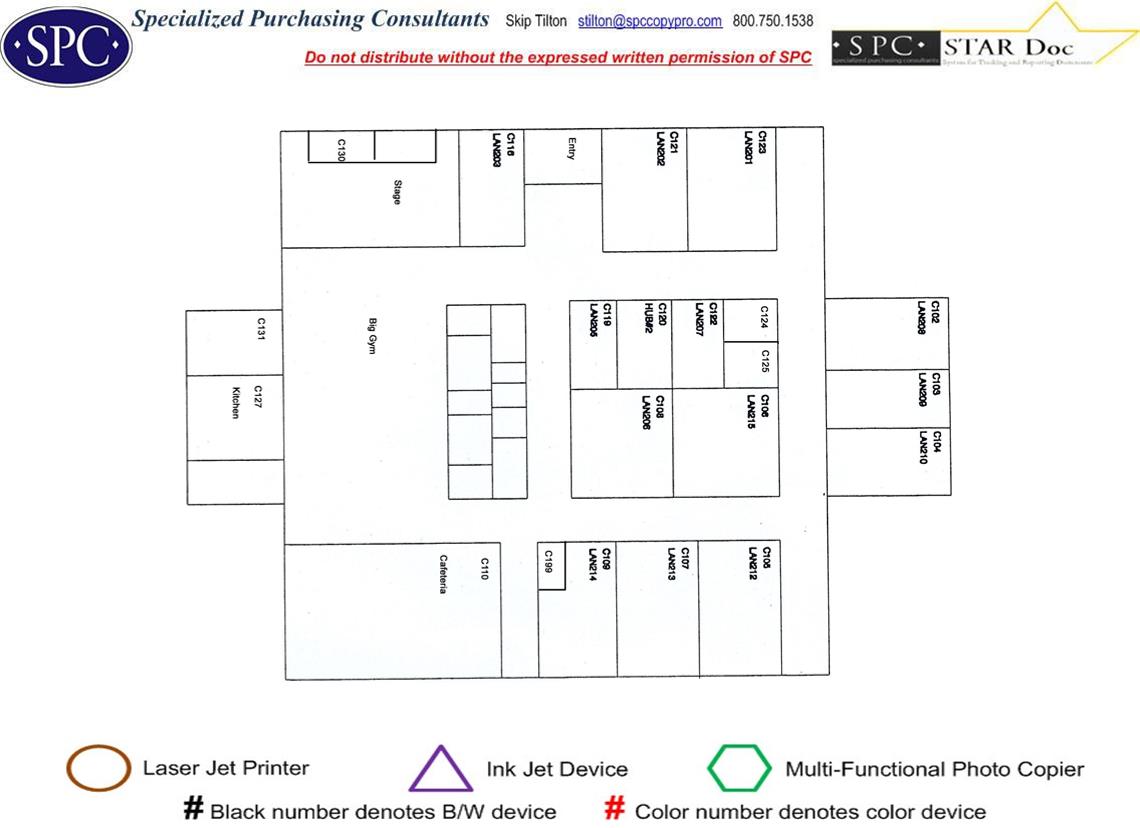 Specialized Purchasing Consultants Skip Tilton stilton@spccopypro.com 800.750.1538
·SPC·
Do not distribute without the expressed written permission of SPC
·SPC· STAR Doc
specialized purchasing consultants System for Tracking and Reporting Documents
C130
Stage
C116
LAN203
Entry
C121
LAN202
C123
LAN201
C131
C127
Kitchen
Big Gym
C119
LAN205
C120
HUB#2
C122
LAN207
C124
C125
C108
LAN206
C106
LAN215
C102
LAN208
C103
LAN209
C104
LAN210
C110
Cafeteria
C199
C109
LAN214
C107
LAN213
C105
LAN212
Laser Jet Printer Ink Jet Device Multi-Functional Photo Copier
# Black number denotes B/W device # Color number denotes color device